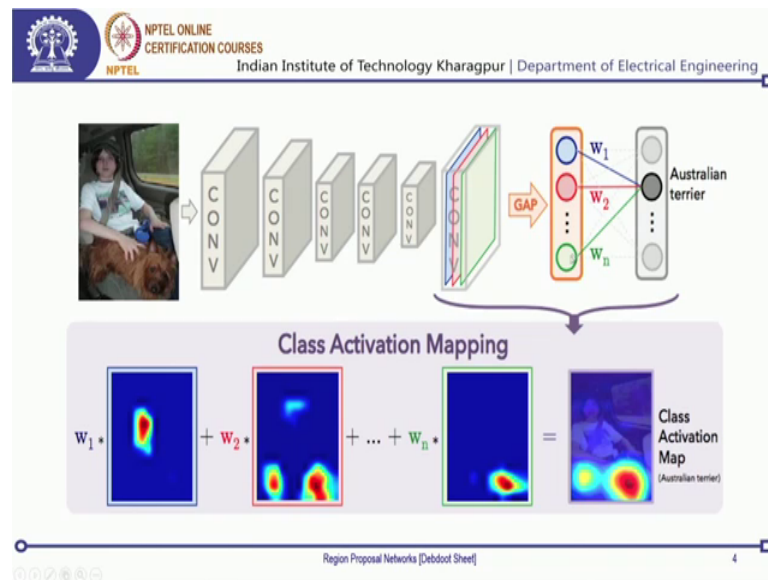 NPTEL ONLINE
CERTIFICATION COURSES
NPTEL
Indian Institute of Technology Kharagpur | Department of Electrical Engineering
CONV
CONV
CONV
CONV
CONV
CONV
GAP
w1
w2
wn
Australian
terrier
Class Activation Mapping
w1 * + w2 * + ... + wn * =
Class
Activation
Map
(Australian terrier)
Region Proposal Networks [Debdoot Sheet]
4